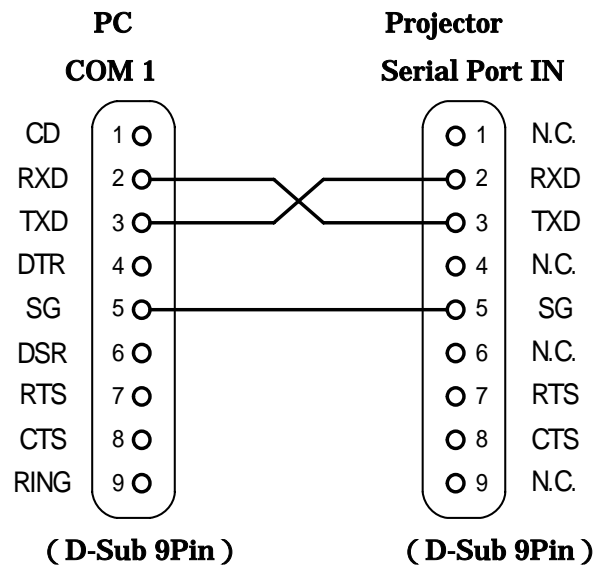 PC Projector
COM 1 Serial Port IN
CD 1 1 N.C.
RXD 2 2 RXD
TXD 3 3 TXD
DTR 4 4 N.C.
SG 5 5 SG
DSR 6 6 N.C.
RTS 7 7 RTS
CTS 8 8 CTS
RING 9 9 N.C.
( D-Sub 9Pin ) ( D-Sub 9Pin )